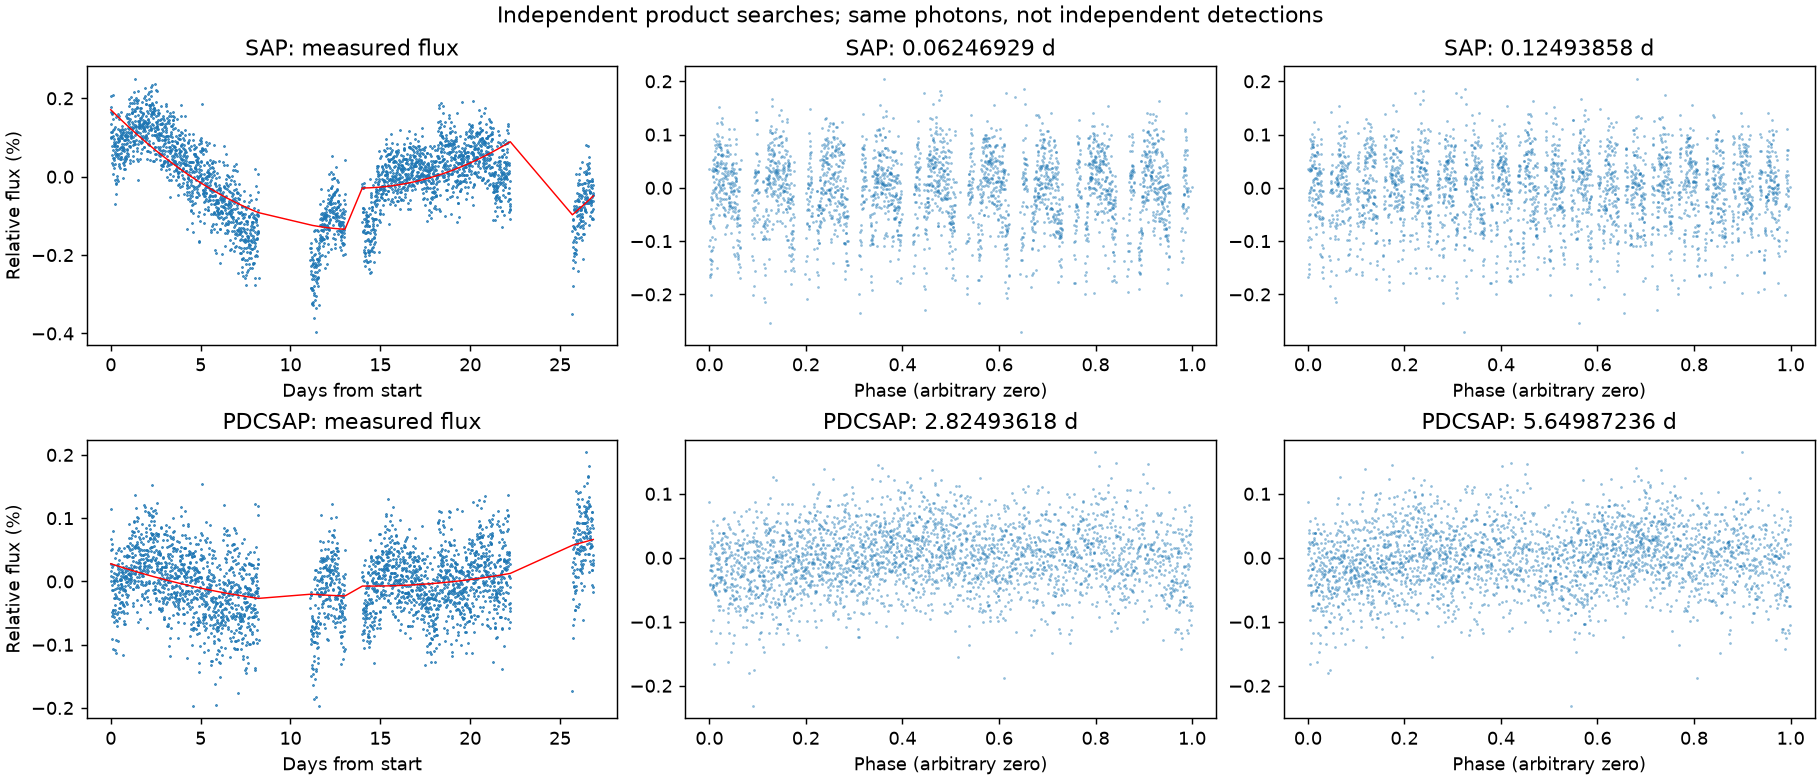 Independent product searches; same photons, not independent detections
SAP: measured flux
SAP: 0.06246929 d
SAP: 0.12493858 d
Relative flux (%)
0.2
0.0
−0.2
−0.4
0 5 10 15 20 25
Days from start
0.2
0.1
0.0
−0.1
−0.2
0.0 0.2 0.4 0.6 0.8 1.0
Phase (arbitrary zero)
0.2
0.1
0.0
−0.1
−0.2
0.0 0.2 0.4 0.6 0.8 1.0
Phase (arbitrary zero)
PDCSAP: measured flux
PDCSAP: 2.82493618 d
PDCSAP: 5.64987236 d
Relative flux (%)
0.2
0.1
0.0
−0.1
−0.2
0 5 10 15 20 25
Days from start
0.1
0.0
−0.1
−0.2
0.0 0.2 0.4 0.6 0.8 1.0
Phase (arbitrary zero)
0.1
0.0
−0.1
−0.2
0.0 0.2 0.4 0.6 0.8 1.0
Phase (arbitrary zero)